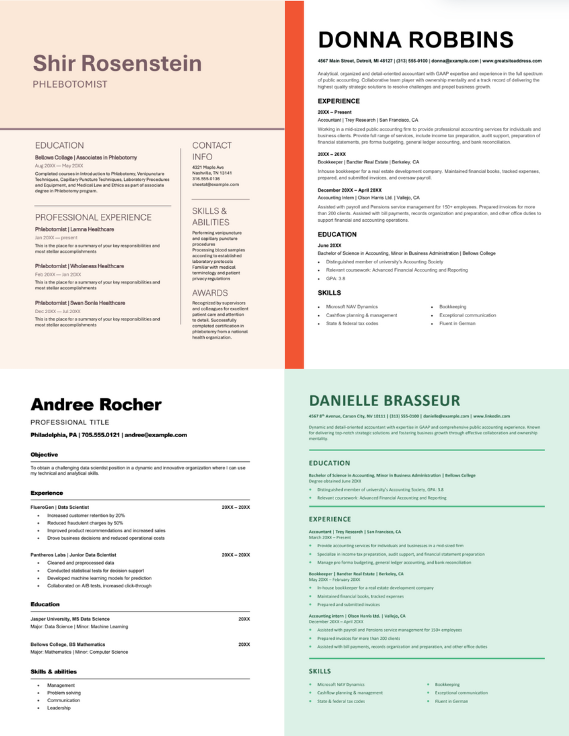 Shir Rosenstein
PHLEBOTOMIST
EDUCATION
Bellows College | Associates in Phlebotomy
Aug 20XX — May 20XX
Completed courses in Introduction to Phlebotomy, Venipuncture
Techniques, Capillary Puncture Techniques, Laboratory Procedures
and Equipment, and Medical Law and Ethics as part of associate
degree in Phlebotomy program.
PROFESSIONAL EXPERIENCE
Phlebotomist | Lamna Healthcare
Jan 20XX — present
This is the place for a summary of your key responsibilities and
most stellar accomplishments
Phlebotomist | Wholeness Healthcare
Feb 20XX — Jan 20XX
This is the place for a summary of your key responsibilities and
most stellar accomplishments
Phlebotomist | Swan Sonia Healthcare
Dec 20XX — Jul 20XX
This is the place for a summary of your key responsibilities and
most stellar accomplishments
CONTACT
INFO
4321 Maple Ave
Nashville, TN 12141
sheetal@example.com
SKILLS &
ABILITIES
Performing venipuncture
and capillary puncture
procedures
Processing blood samples
according to established
laboratory protocols
Familiar with medical
terminology and patient
privacy regulations
AWARDS
Recognized by supervisors
and colleagues for excellent
patient care and attention
to detail. Successfully
completed certification in
phlebotomy from a national
health organization.
DONNA ROBBINS
4567 Main Street, Detroit, MI 48127 | (313) 555-0100 | donna@example.com | www.greatsiteaddress.com
Analytical, organized and detail-oriented accountant with GAAP expertise and experience in the full spectrum
of public accounting. Collaborative team player with ownership mentality and a track record of delivering the
highest quality strategic solutions to resolve challenges and propel business growth.
EXPERIENCE
20XX – Present
Accountant | Trey Research | San Francisco, CA
Working in a mid-sized public accounting firm to provide professional accounting services for individuals and
business clients. Provide full range of services, include income tax preparation, audit support, preparation of
financial statements, pro forma budgeting, general ledger accounting, and bank reconciliation.
20XX – 20XX
Bookkeeper | Bandter Real Estate | Berkeley, CA
Inhouse bookkeeper for a real estate development company. Maintained financial books, tracked expenses,
prepared, and submitted invoices, and oversaw payroll.
December 20XX – April 20XX
Accounting Intern | Olson Harris Ltd. | Vallejo, CA
Assisted with payroll and Pensions service management for 150+ employees. Prepared invoices for more
than 200 clients. Assisted with bill payments, records organization and preparation, and other office duties to
support financial and accounting operations.
EDUCATION
June 20XX
Bachelor of Science in Accounting, Minor in Business Administration | Bellows College
• Distinguished member of university's Accounting Society
• Relevant coursework: Advanced Financial Accounting and Reporting
• GPA: 3.8
SKILLS
• Microsoft NAV Dynamics
• Cashflow planning & management
• State & federal tax codes
• Bookkeeping
• Exceptional communication
• Fluent in German
Andree Rocher
PROFESSIONAL TITLE
Philadelphia, PA | 705.555.0121 | andree@example.com
Objective
To obtain a challenging data scientist position in a dynamic and innovative organization where I can use
my technical and analytical skills.
Experience
FlueroGen | Data Scientist 20XX – 20XX
• Increased customer retention by 20%
• Reduced fraudulent charges by 50%
• Improved product recommendations and increased sales
• Drove business decisions and reduced operational costs
Pantheros Labs | Junior Data Scientist 20XX – 20XX
• Cleaned and preprocessed data
• Conducted statistical tests for decision support
• Developed machine learning models for prediction
• Collaborated on A/B tests, increased click-through
Education
Jasper University, MS Data Science 20XX
Major: Data Science | Minor: Machine Learning
Bellows College, BS Mathematics 20XX
Major: Mathematics | Minor: Computer Science
Skills & abilities
• Management
• Problem solving
• Communication
• Leadership
DANIELLE BRASSEUR
Avenue, Carson City, NV 10111 | (313) 555-0100 | danielle@example.com | www.linkedin.com
Dynamic and detail-oriented accountant with expertise in GAAP and comprehensive public accounting experience. Known
for delivering top-notch strategic solutions and fostering business growth through effective collaboration and ownership
mentality.
EDUCATION
Bachelor of Science in Accounting, Minor in Business Administration | Bellows College
Degree obtained June 20XX
Distinguished member of university's Accounting Society, GPA: 3.8
Relevant coursework: Advanced Financial Accounting and Reporting
EXPERIENCE
Accountant | Trey Research | San Francisco, CA
March 20XX – Present
Provide accounting services for individuals and businesses in a mid-sized firm
Specialize in income tax preparation, audit support, and financial statement preparation
Manage pro forma budgeting, general ledger accounting, and bank reconciliation
Bookkeeper | Bandter Real Estate | Berkeley, CA
May 20XX – February 20XX
In-house bookkeeping for a real estate development company
Maintained financial books, tracked expenses
Prepared and submitted invoices
Accounting Intern | Olson Harris Ltd. | Vallejo, CA
December 20XX – April 20XX
Assisted with payroll and Pensions service management for 150+ employees
Prepared invoices for more than 200 clients
Assisted with bill payments, records organization and preparation, and other office duties
SKILLS
Microsoft NAV Dynamics
Cashflow planning & management
State & federal tax codes
Bookkeeping
Exceptional communication
Fluent in German